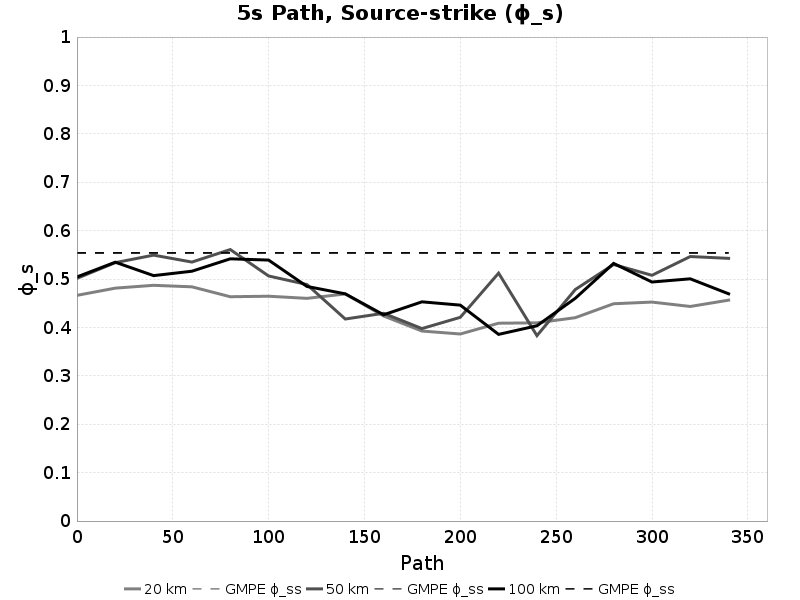 5s Path, Source-strike (ϕ_s)
1
0.9
0.8
0.7
0.6
0.5
0.4
0.3
0.2
0.1
0
ϕ_s
0 50 100 150 200 250 300 350
Path
20 km GMPE ϕ_ss 50 km GMPE ϕ_ss 100 km GMPE ϕ_ss